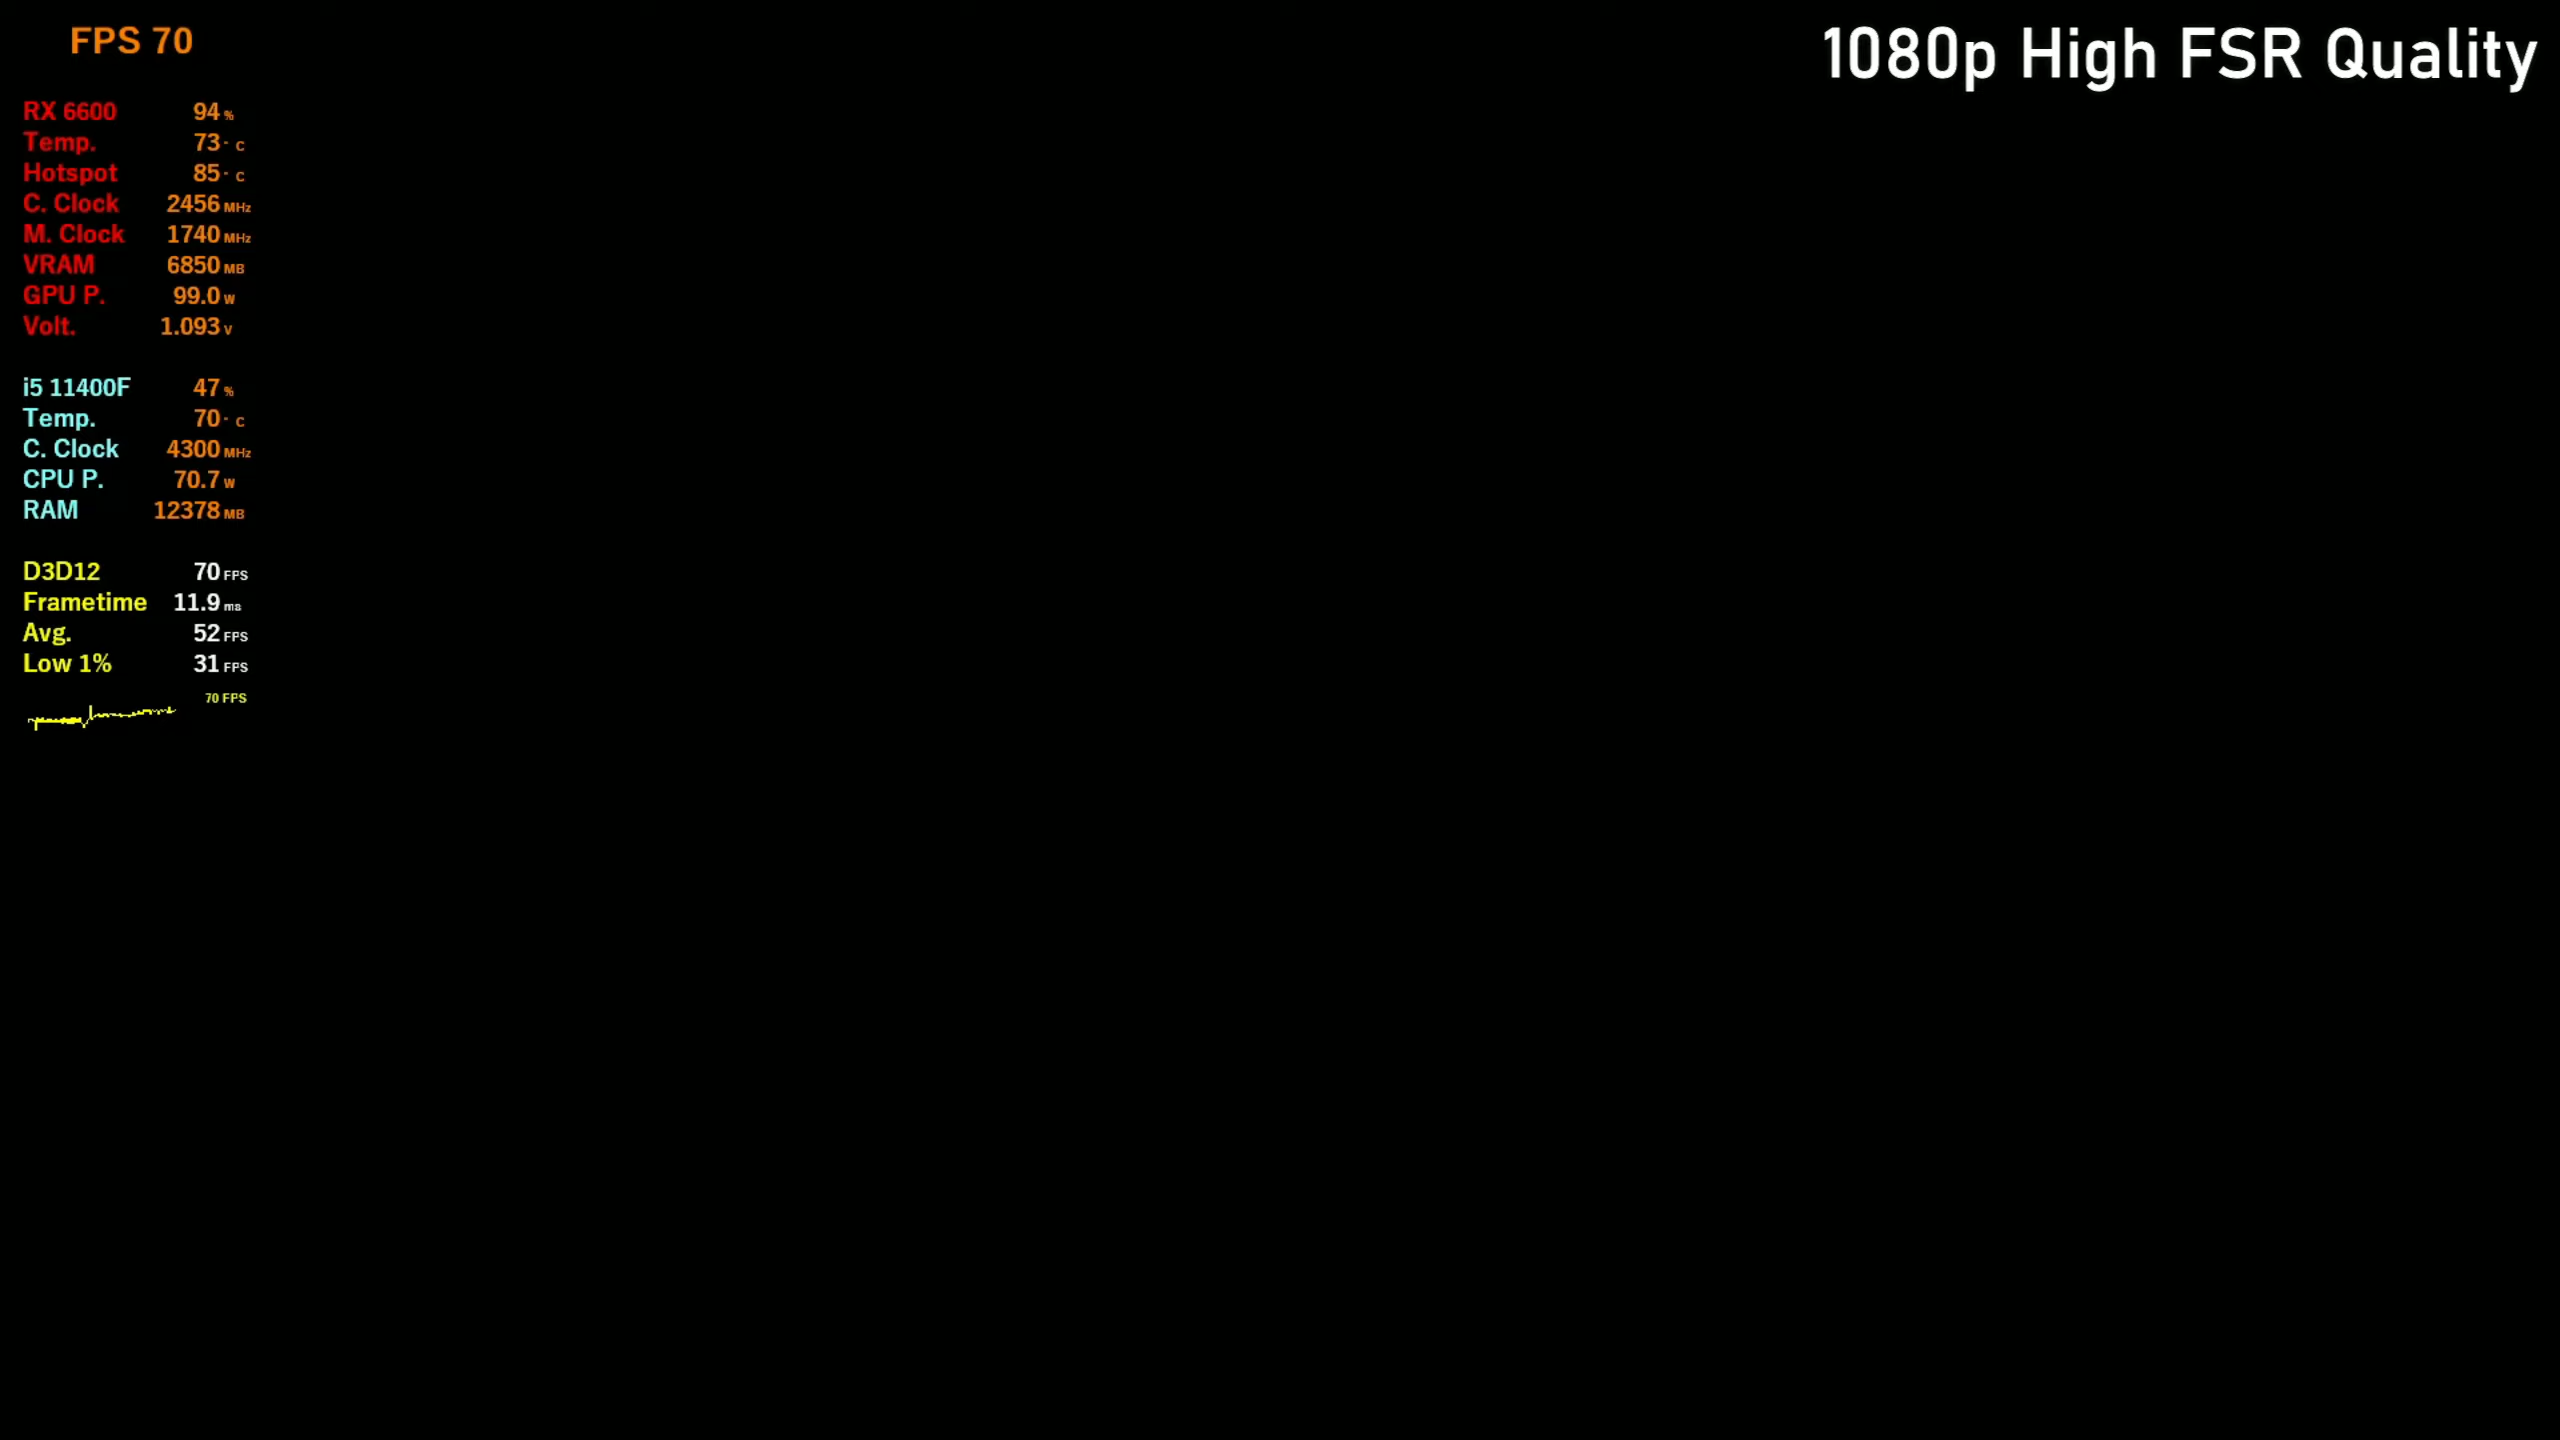 FPS 70
1080p High FSR Quality
RX 6600 94 %
Temp. 73 ° C
Hotspot 85 ° C
C. Clock 2456 MHz
M. Clock 1740 MHz
VRAM 6850 MB
GPU P. 99.0 W
Volt. 1.093 V
i5 11400F 47 %
Temp. 70 ° C
C. Clock 4300 MHz
CPU P. 70.7 W
RAM 12378 MB
D3D12 70 FPS
Frametime 11.9 ms
Avg. 52 FPS
Low 1% 31 FPS
70 FPS